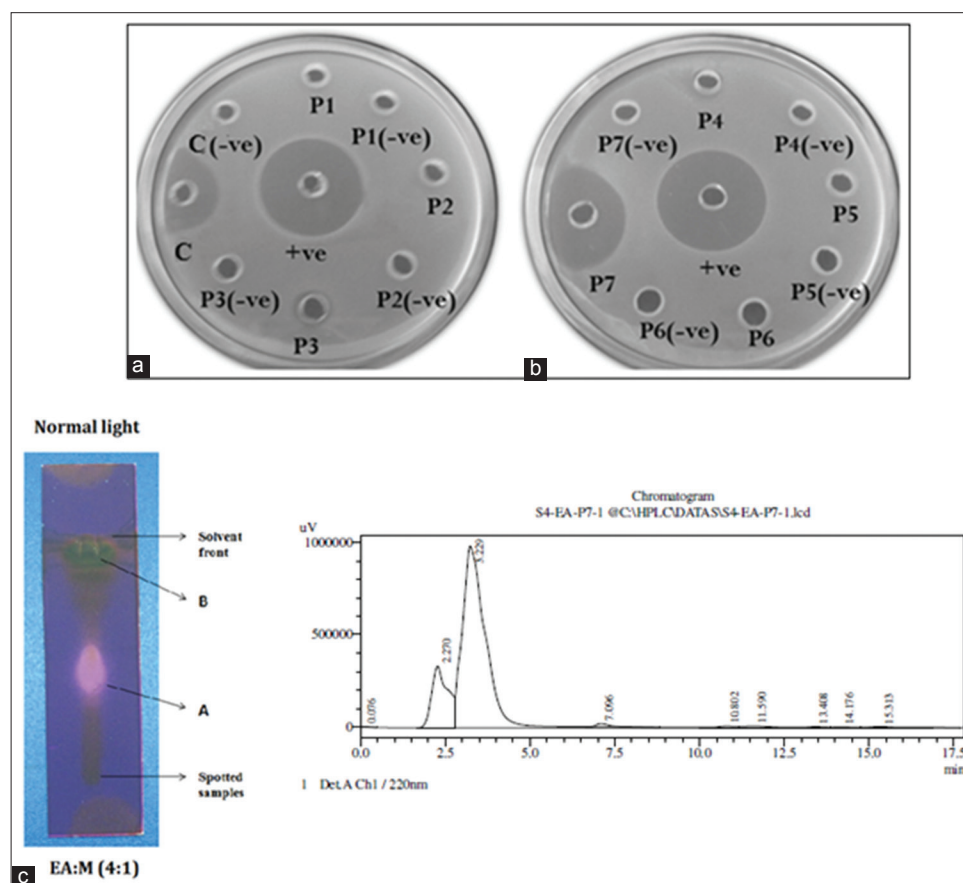 P1
P1(-ve)
C(-ve)
P2
C
+ve
P3(-ve)
P2(-ve)
P3
a
P4
P7(-ve)
P4(-ve)
P5
P7
+ve
P5(-ve)
P6(-ve)
P6
b
Normal light
Solvent
front
B
A
Spotted
samples
EA:M (4:1)
c
Chromatogram
S4-EA-P7-1 @C:\HPLC\DATAS\S4-EA-P7-1.lcd
uV
1000000
500000
0
0.036
2.270
3.229
7.096
10.802
11.590
13.408
14.176
15.313
0.0 2.5 5.0 7.5 10.0 12.5 15.0 17.5
min
1 Det.A Ch1 / 220nm